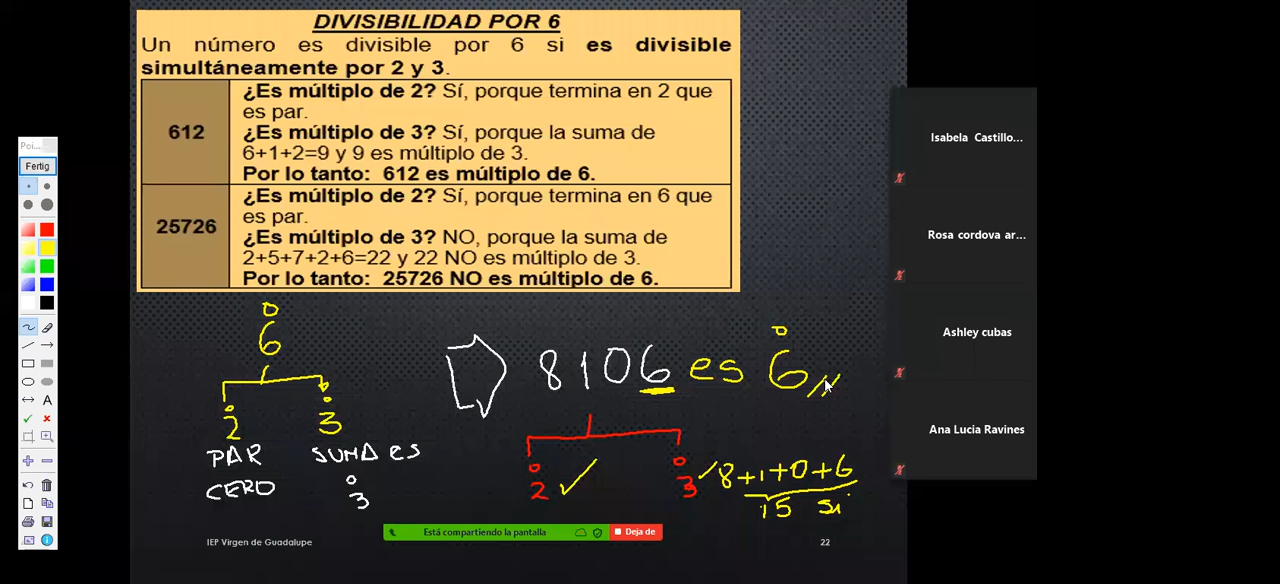 DIVISIBILIDAD POR 6
Un número es divisible por 6 si es divisible
simultáneamente por 2 y 3.
612
¿Es múltiplo de 2? Sí, porque termina en 2 que
es par.
¿Es múltiplo de 3? Sí, porque la suma de
6+1+2=9 y 9 es múltiplo de 3.
Por lo tanto: 612 es múltiplo de 6.
25726
¿Es múltiplo de 2? Sí, porque termina en 6 que
es par.
¿Es múltiplo de 3? NO, porque la suma de
2+5+7+2+6=22 y 22 NO es múltiplo de 3.
Por lo tanto: 25726 NO es múltiplo de 6.
Poi...
Fertig
A
Isabela Castillo...
Rosa cordova ar...
Ashley cubas
Ana Lucia Ravines
6̊
2̊ 3̊
PAR SUMA ES
CERO 3̊
8106 es 6̊
2̊ ✓ 3̊ ✓ 8+1+0+6
15 si
Está compartiendo la pantalla
Deja de
IEP Virgen de Guadalupe
22